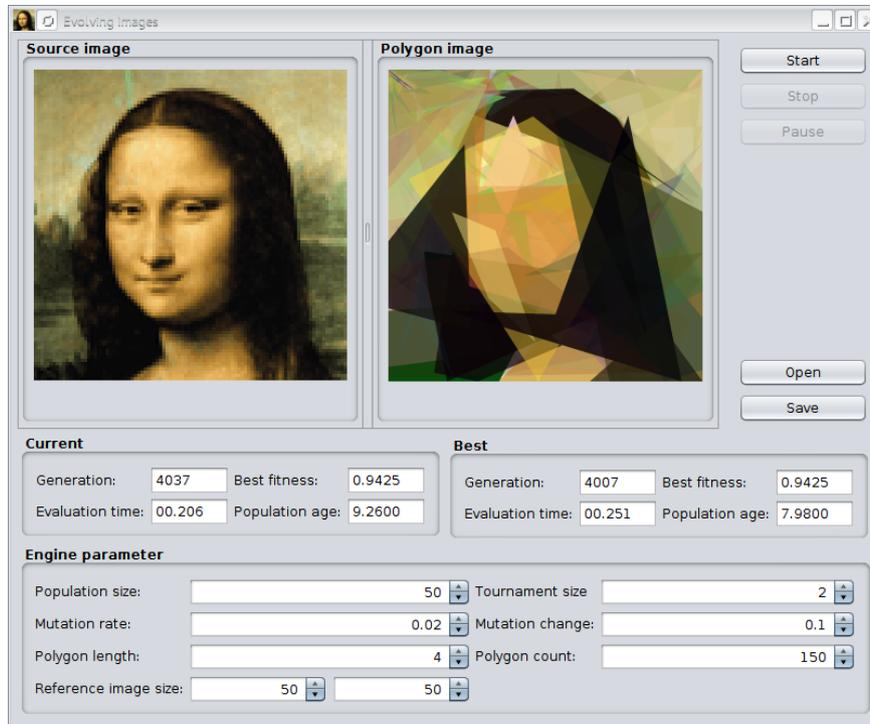 Evolving Images
Source image
Polygon image
Start
Stop
Pause
Open
Save
Current
Generation: 4037 Best fitness: 0.9425
Evaluation time: 00.206 Population age: 9.2600
Best
Generation: 4007 Best fitness: 0.9425
Evaluation time: 00.251 Population age: 7.9800
Engine parameter
Population size: 50 Tournament size 2
Mutation rate: 0.02 Mutation change: 0.1
Polygon length: 4 Polygon count: 150
Reference image size: 50 50